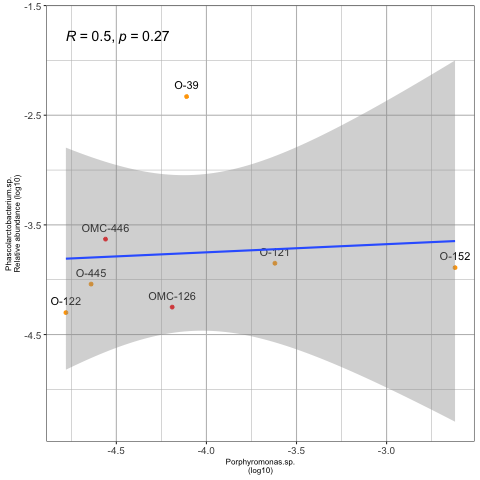 -1.5
R = 0.5, p = 0.27
O-39
-2.5
Phascolarctobacterium.sp.
Relative abundance (log10)
-3.5
OMC-446
O-121
O-152
O-445
OMC-126
O-122
-4.5
-4.5 -4.0 -3.5 -3.0
Porphyromonas.sp.
(log10)